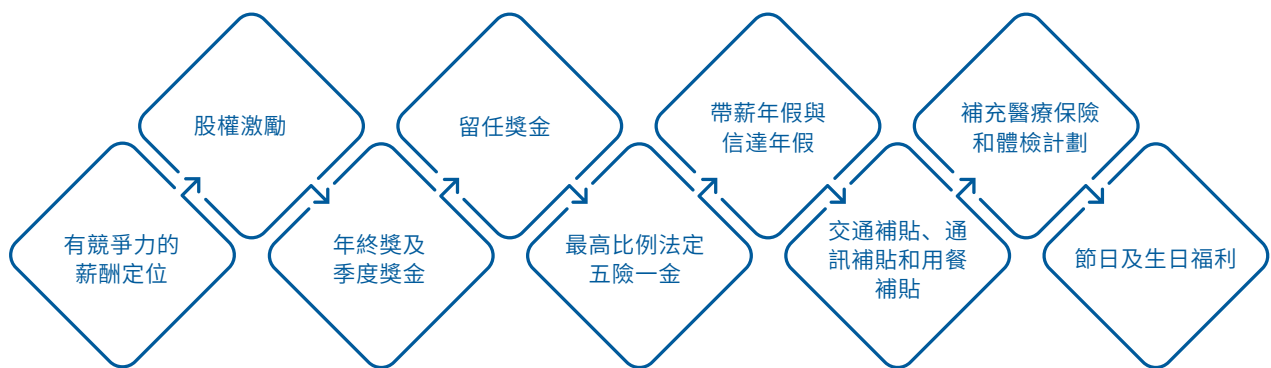 有競爭力的
薪酬定位
股權激勵
年終獎及
季度獎金
留任獎金
最高比例法定
五險一金
帶薪年假與
信達年假
交通補貼、通
訊補貼和用餐
補貼
補充醫療保險
和體檢計劃
節日及生日福利